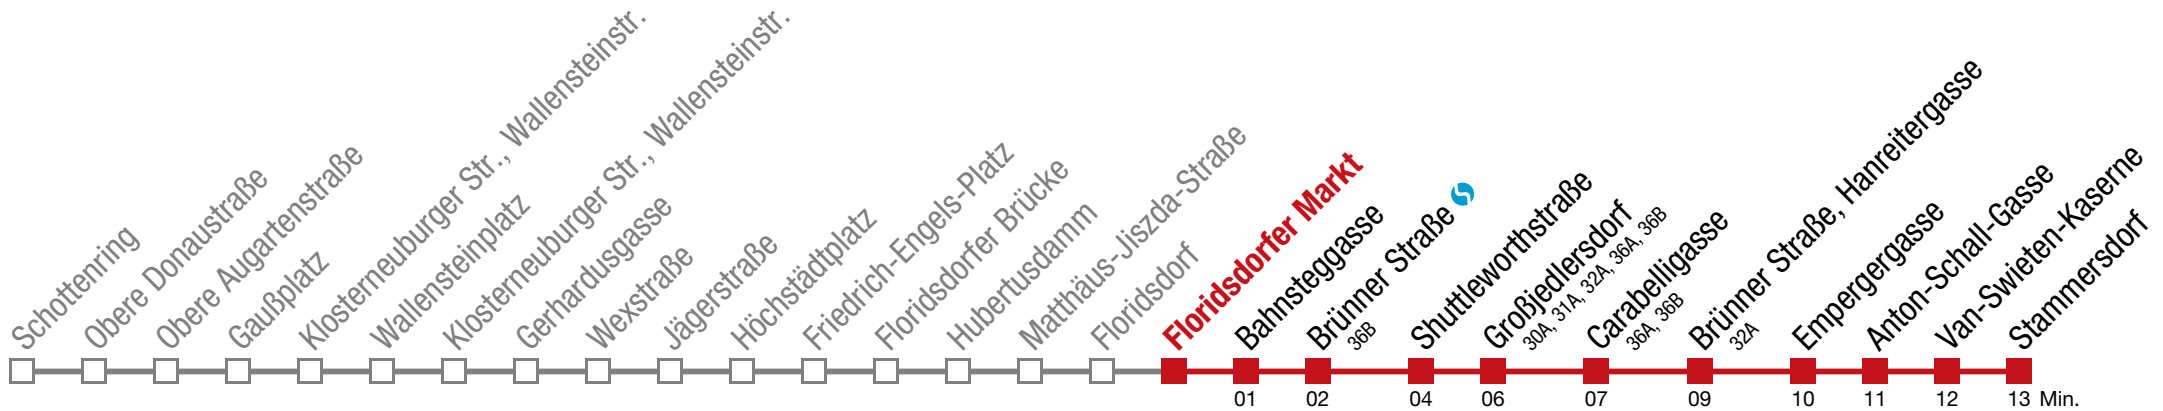 Schottenring
Obere Donaustraße
Obere Augartenstraße
Gaußplatz
Klosterneuburger Str., Wallensteinstr.
Wallensteinplatz
Klosterneuburger Str., Wallensteinstr.
Gerhardusgasse
Wexstraße
Jägerstraße
Höchstädtplatz
Friedrich-Engels-Platz
Floridsdorfer Brücke
Hubertusdamm
Matthäus-Jiszda-Straße
Floridsdorf
Floridsdorfer Markt
Bahnsteggasse
Brünner Straße
36B
Shuttleworthstraße
Großjedlersdorf
30A, 31A, 32A, 36A, 36B
Carabelligasse
36A, 36B
Brünner Straße, Hanreitergasse
32A
Empergergasse
Anton-Schall-Gasse
Van-Swieten-Kaserne
Stammersdorf
01 02 04 06 07 09 10 11 12 13 Min.